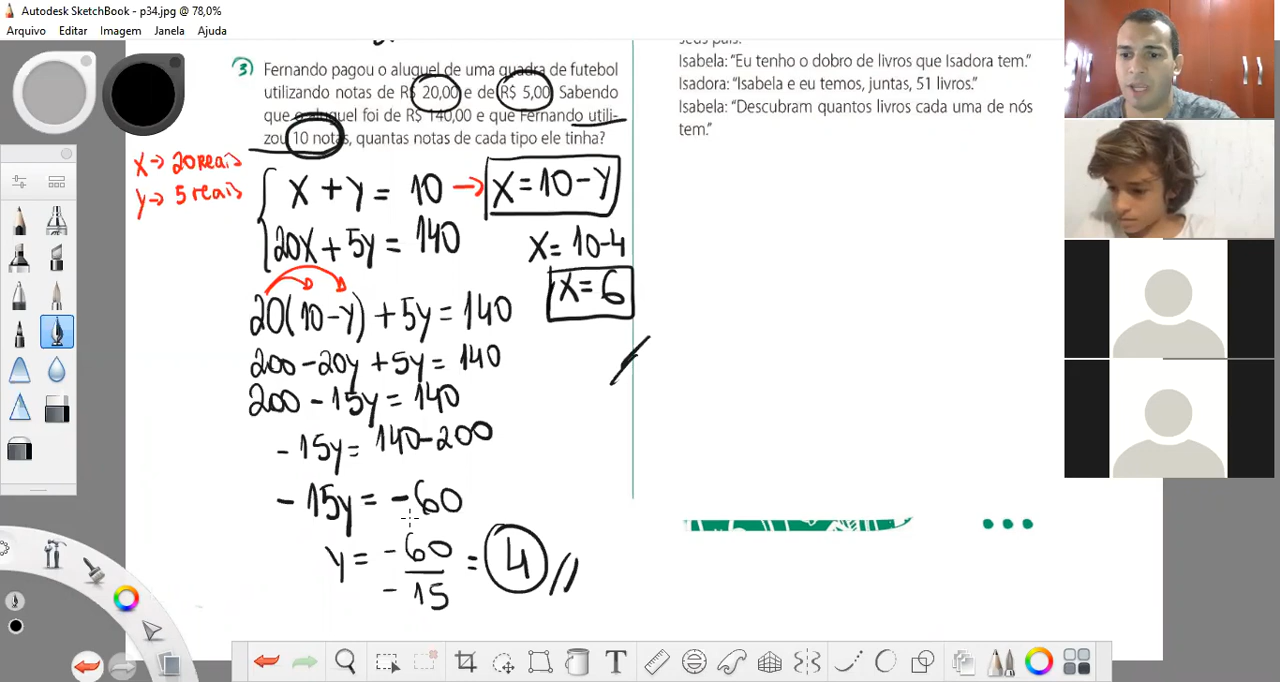 Autodesk SketchBook - p34.jpg @ 78,0%
Arquivo Editar Imagem Janela Ajuda
3 Fernando pagou o aluguel de uma quadra de futebol
utilizando notas de R$ 20,00 e de R$ 5,00. Sabendo
que o aluguel foi de R$ 140,00 e que Fernando utili-
zou 10 notas, quantas notas de cada tipo ele tinha?
x → 20 reais
y → 5 reais
x + y = 10 → x = 10 - y
20x + 5y = 140
x = 10 - 4
x = 6
20(10 - y) + 5y = 140
200 - 20y + 5y = 140
200 - 15y = 140
- 15y = 140 - 200
- 15y = - 60
y = - 60 / - 15 = 4 //
seus pais.
Isabela: “Eu tenho o dobro de livros que Isadora tem.”
Isadora: “Isabela e eu temos, juntas, 51 livros.”
Isabela: “Descubram quantos livros cada uma de nós
tem.”
T